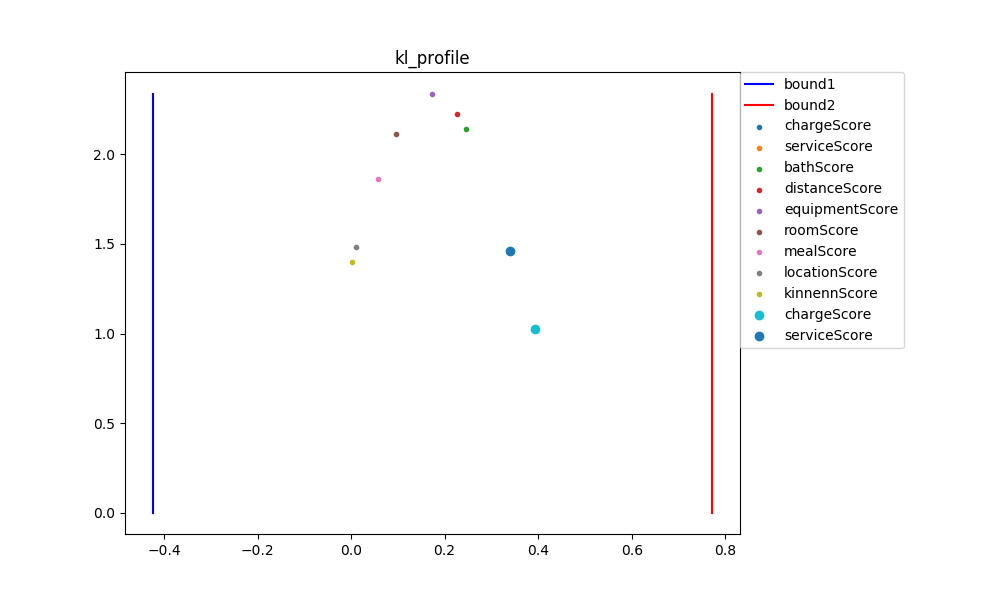 kl_profile
bound1
bound2
chargeScore
serviceScore
bathScore
distanceScore
equipmentScore
roomScore
mealScore
locationScore
kinnennScore
chargeScore
serviceScore
2.0
1.5
1.0
0.5
0.0
−0.4 −0.2 0.0 0.2 0.4 0.6 0.8